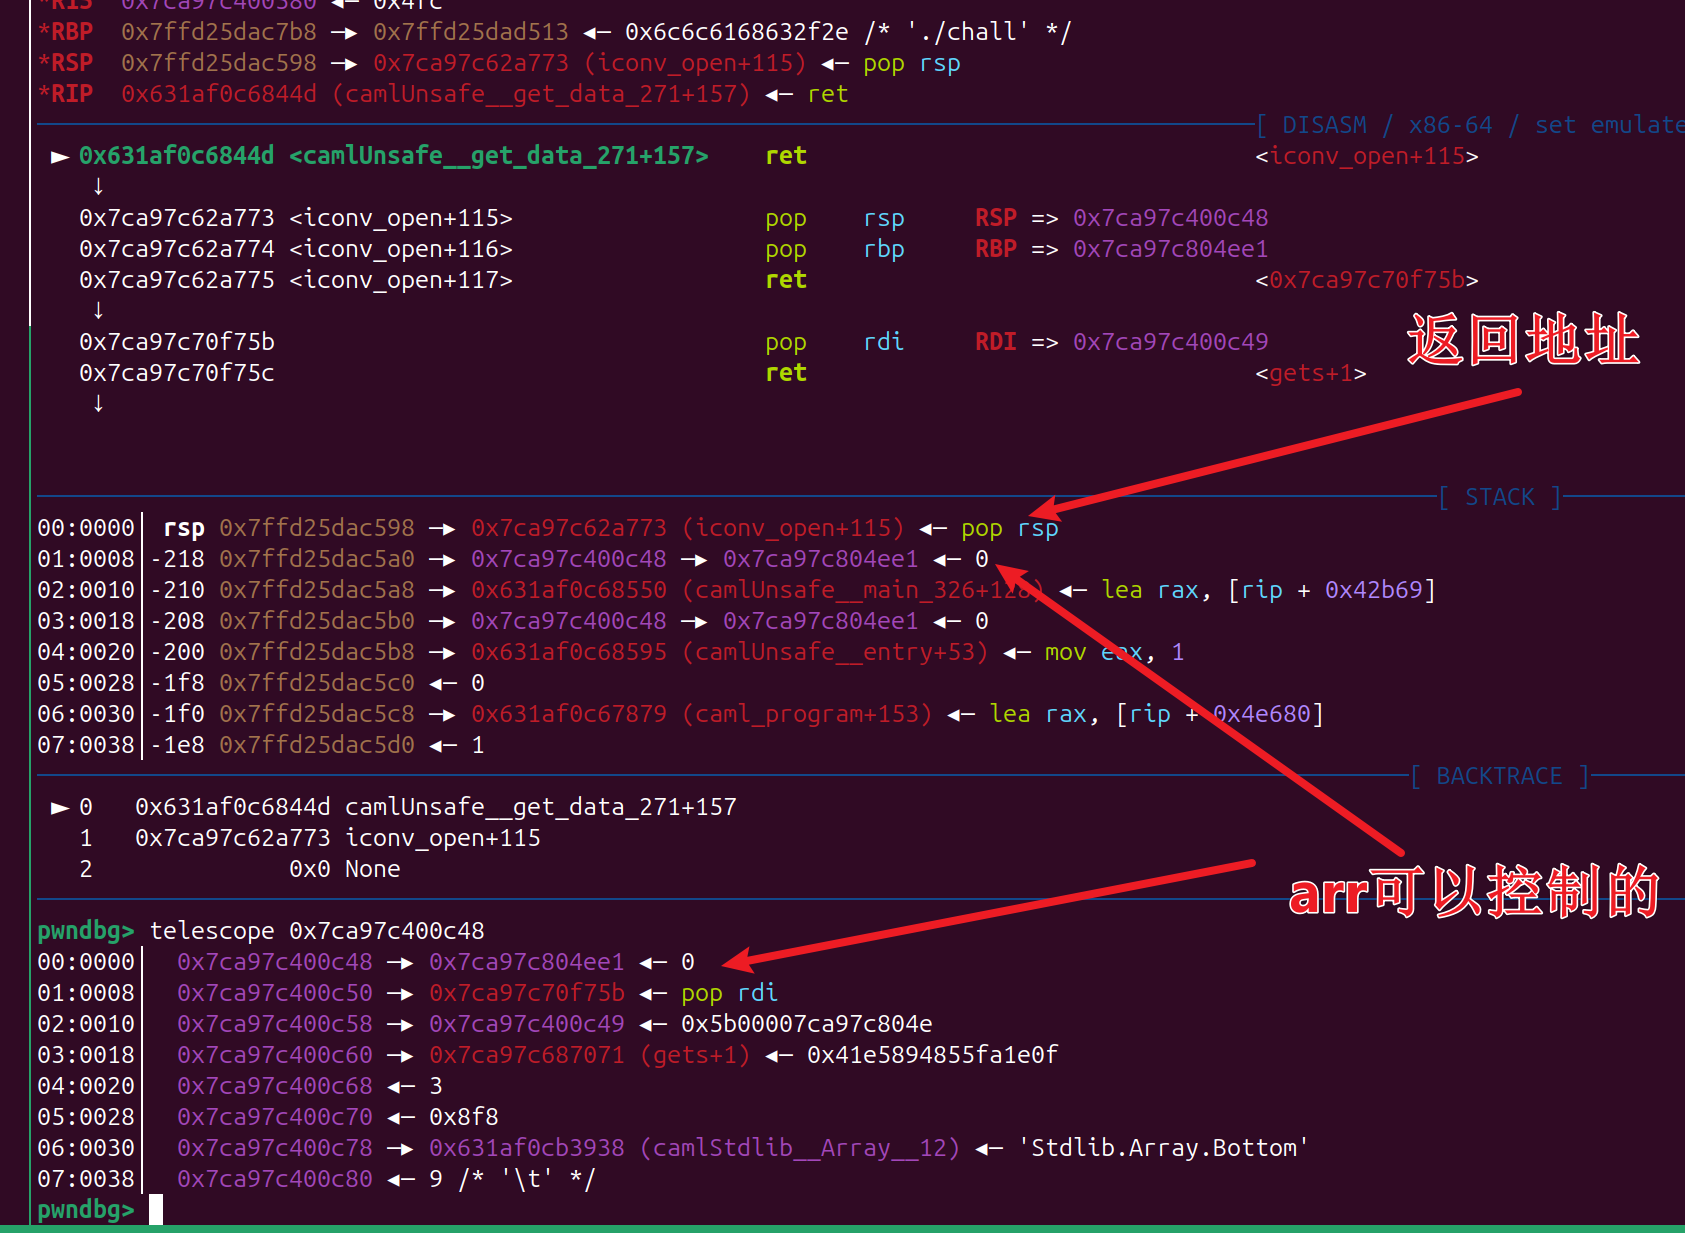 *R15  0x7ca97c400380 ◂— 0x4fc
*RBP  0x7ffd25dac7b8 —▸ 0x7ffd25dad513 ◂— 0x6c6c6168632f2e /* './chall' */
*RSP  0x7ffd25dac598 —▸ 0x7ca97c62a773 (iconv_open+115) ◂— pop rsp
*RIP  0x631af0c6844d (camlUnsafe__get_data_271+157) ◂— ret
[ DISASM / x86-64 / set emulate
► 0x631af0c6844d <camlUnsafe__get_data_271+157>    ret    <iconv_open+115>
↓
0x7ca97c62a773 <iconv_open+115>    pop    rsp    RSP => 0x7ca97c400c48
0x7ca97c62a774 <iconv_open+116>    pop    rbp    RBP => 0x7ca97c804ee1
0x7ca97c62a775 <iconv_open+117>    ret    <0x7ca97c70f75b>
↓
0x7ca97c70f75b    pop    rdi    RDI => 0x7ca97c400c49
返回地址
0x7ca97c70f75c    ret    <gets+1>
↓
[ STACK ]
00:0000│ rsp 0x7ffd25dac598 —▸ 0x7ca97c62a773 (iconv_open+115) ◂— pop rsp
01:0008│-218 0x7ffd25dac5a0 —▸ 0x7ca97c400c48 —▸ 0x7ca97c804ee1 ◂— 0
02:0010│-210 0x7ffd25dac5a8 —▸ 0x631af0c68550 (camlUnsafe__main_326+128) ◂— lea rax, [rip + 0x42b69]
03:0018│-208 0x7ffd25dac5b0 —▸ 0x7ca97c400c48 —▸ 0x7ca97c804ee1 ◂— 0
04:0020│-200 0x7ffd25dac5b8 —▸ 0x631af0c68595 (camlUnsafe__entry+53) ◂— mov eax, 1
05:0028│-1f8 0x7ffd25dac5c0 ◂— 0
06:0030│-1f0 0x7ffd25dac5c8 —▸ 0x631af0c67879 (caml_program+153) ◂— lea rax, [rip + 0x4e680]
07:0038│-1e8 0x7ffd25dac5d0 ◂— 1
[ BACKTRACE ]
► 0   0x631af0c6844d camlUnsafe__get_data_271+157
1   0x7ca97c62a773 iconv_open+115
2              0x0 None
arr可以控制的
pwndbg> telescope 0x7ca97c400c48
00:0000│  0x7ca97c400c48 —▸ 0x7ca97c804ee1 ◂— 0
01:0008│  0x7ca97c400c50 —▸ 0x7ca97c70f75b ◂— pop rdi
02:0010│  0x7ca97c400c58 —▸ 0x7ca97c400c49 ◂— 0x5b00007ca97c804e
03:0018│  0x7ca97c400c60 —▸ 0x7ca97c687071 (gets+1) ◂— 0x41e5894855fa1e0f
04:0020│  0x7ca97c400c68 ◂— 3
05:0028│  0x7ca97c400c70 ◂— 0x8f8
06:0030│  0x7ca97c400c78 —▸ 0x631af0cb3938 (camlStdlib__Array__12) ◂— 'Stdlib.Array.Bottom'
07:0038│  0x7ca97c400c80 ◂— 9 /* '\t' */
pwndbg>